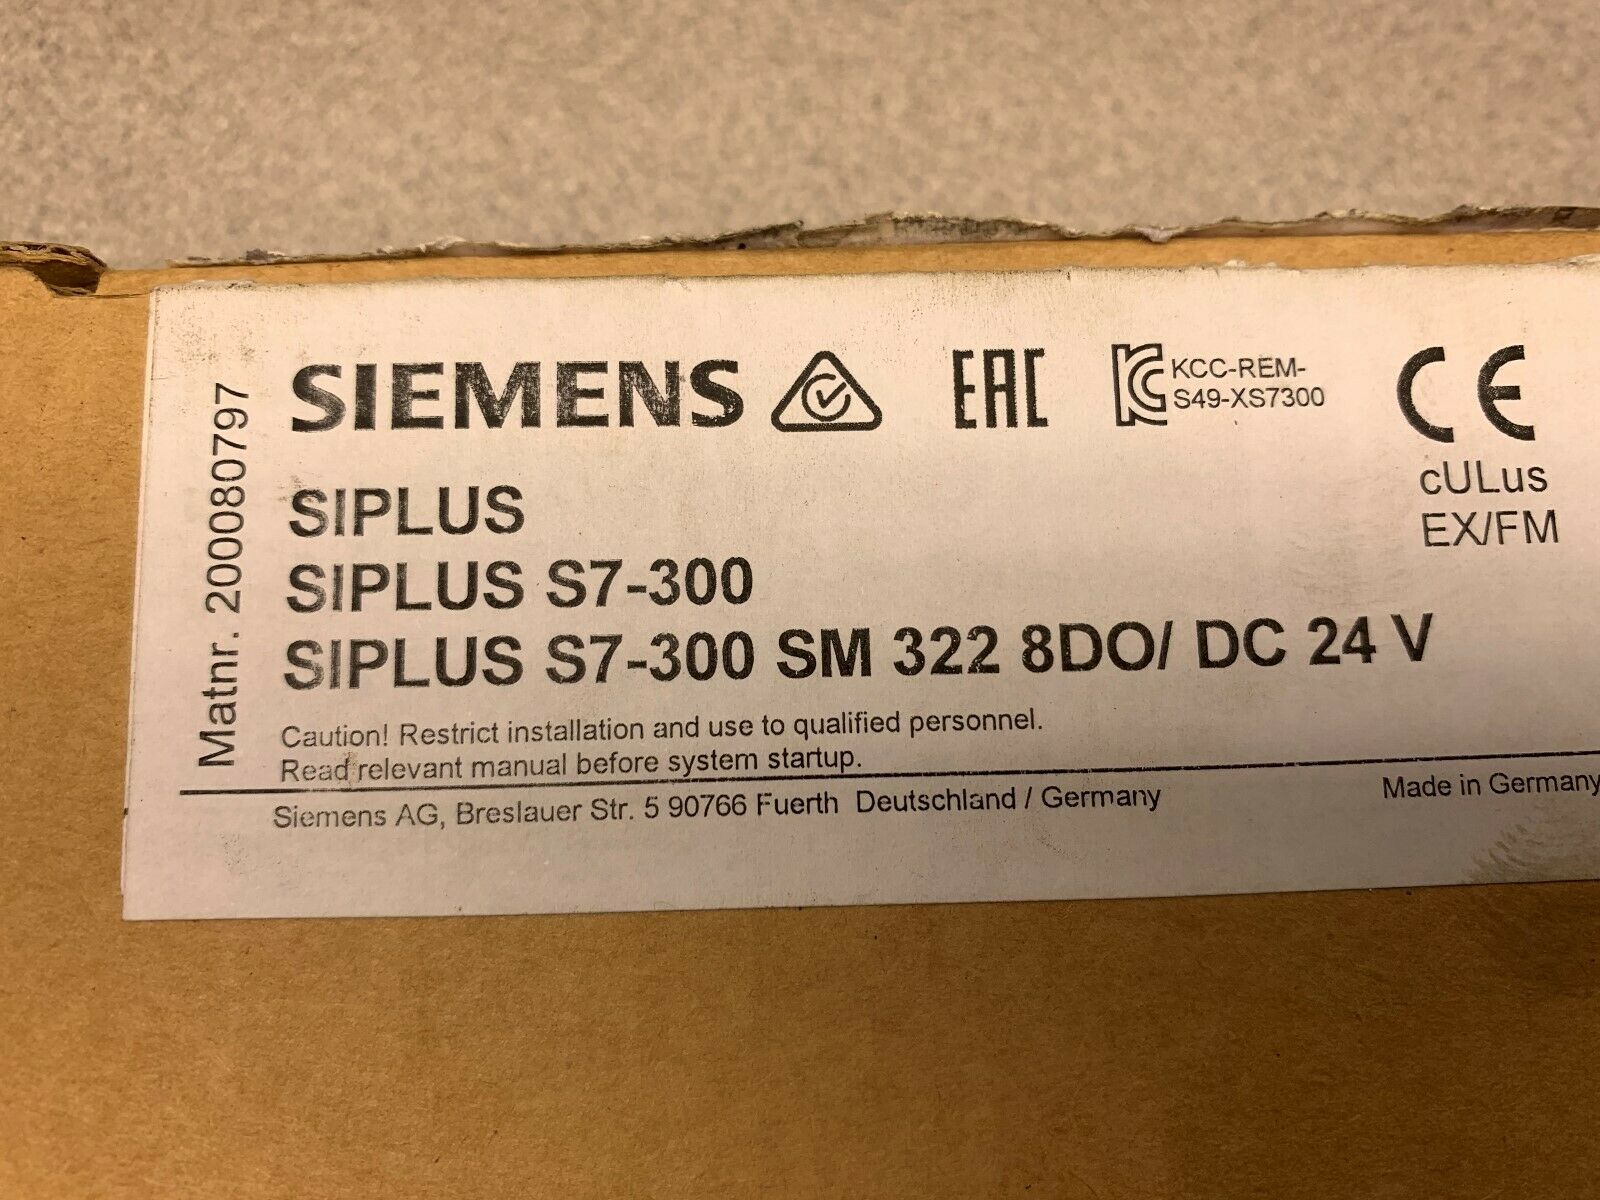 Matnr. 200080797
SIEMENS
EAC
KCC-REM-
S49-XS7300
CE
cULus
EX/FM
SIPLUS
SIPLUS S7-300
SIPLUS S7-300 SM 322 8DO/ DC 24 V
Caution! Restrict installation and use to qualified personnel.
Read relevant manual before system startup.
Siemens AG, Breslauer Str. 5 90766 Fuerth Deutschland / Germany
Made in Germany